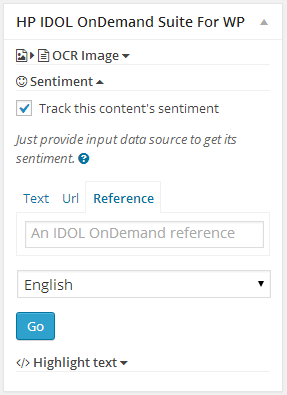 HP IDOL OnDemand Suite For WP
OCR Image
Sentiment
Track this content's sentiment
Just provide input data source to get its
sentiment.
Text Url Reference
An IDOL OnDemand reference
English
Go
</> Highlight text